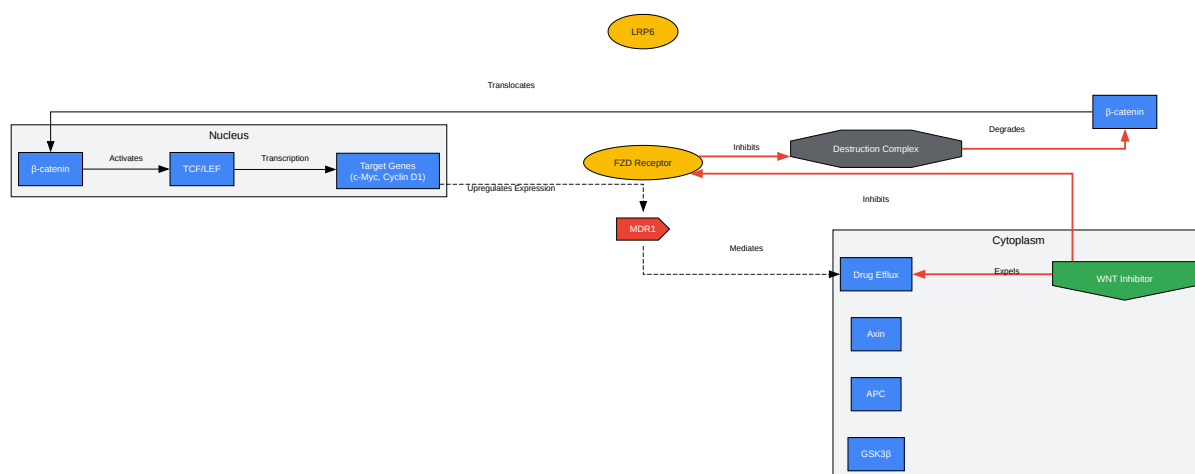 LRP6
Translocates
β-catenin
Nucleus
β-catenin
Activates
TCF/LEF
Transcription
Target Genes
(c-Myc, Cyclin D1)
Upregulates Expression
FZD Receptor
Inhibits
Destruction Complex
Degrades
Inhibits
MDR1
Mediates
Cytoplasm
Drug Efflux
Expels
WNT Inhibitor
Axin
APC
GSK3β